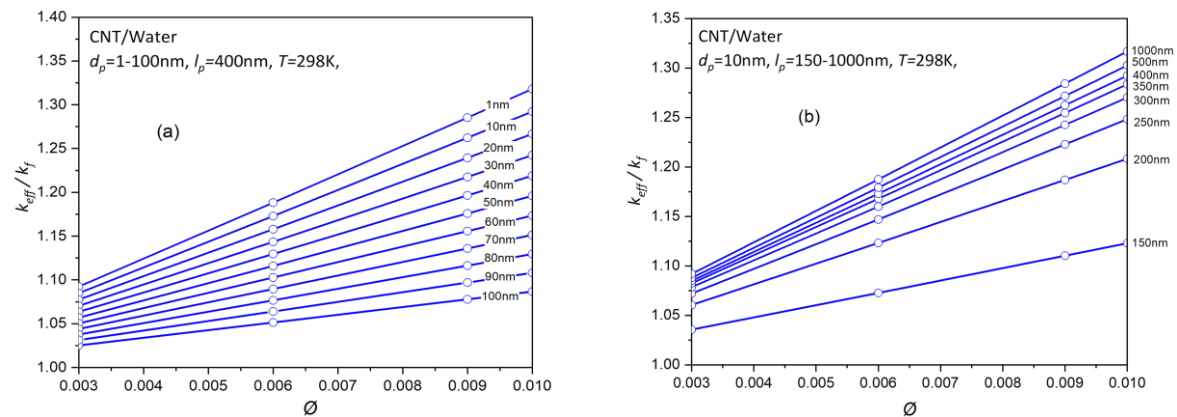 1.40
1.35
1.30
1.25
1.20
1.15
1.10
1.05
1.00
k_eff / k_f
CNT/Water
d_p=1-100nm, l_p=400nm, T=298K,
(a)
1nm
10nm
20nm
30nm
40nm
50nm
60nm
70nm
80nm
90nm
100nm
0.003 0.004 0.005 0.006 0.007 0.008 0.009 0.010
Ø
1.35
1.30
1.25
1.20
1.15
1.10
1.05
1.00
k_eff / k_f
CNT/Water
d_p=10nm, l_p=150-1000nm, T=298K,
(b)
1000nm
500nm
400nm
350nm
300nm
250nm
200nm
150nm
0.003 0.004 0.005 0.006 0.007 0.008 0.009 0.010
Ø